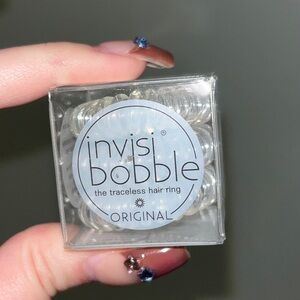 invisi®
bobble
the traceless hair ring
ORIGINAL